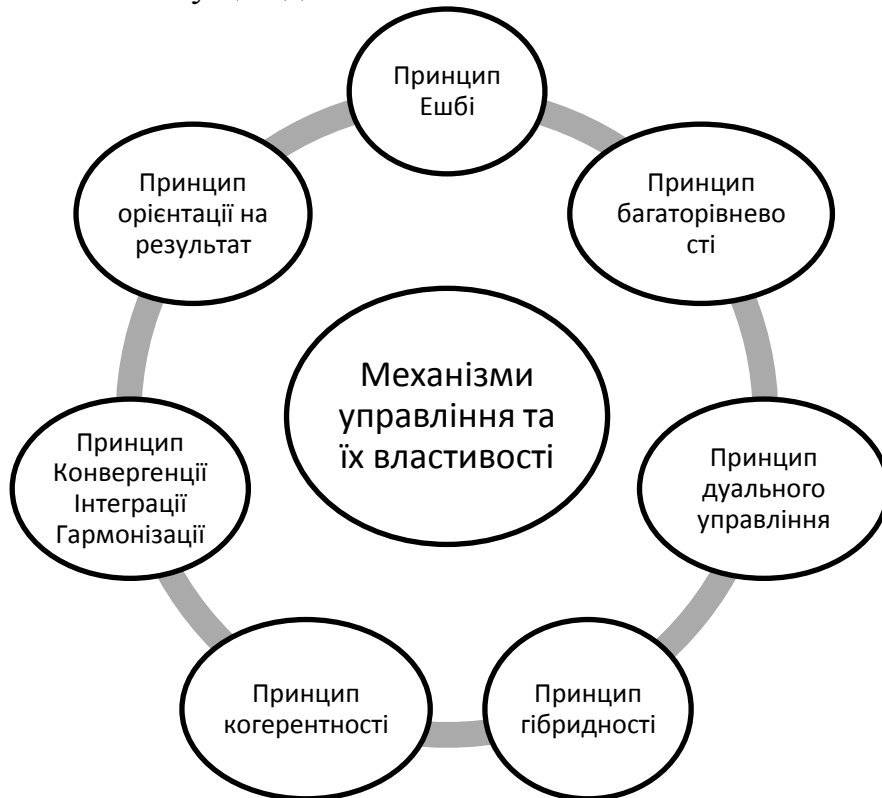 Принцип
Ешбі
Принцип
багаторівнево
сті
Принцип
дуального
управління
Принцип
гібридності
Принцип
когерентності
Принцип
Конвергенції
Інтеграції
Гармонізації
Принцип
орієнтації на
результат
Механізми
управління та
їх властивості